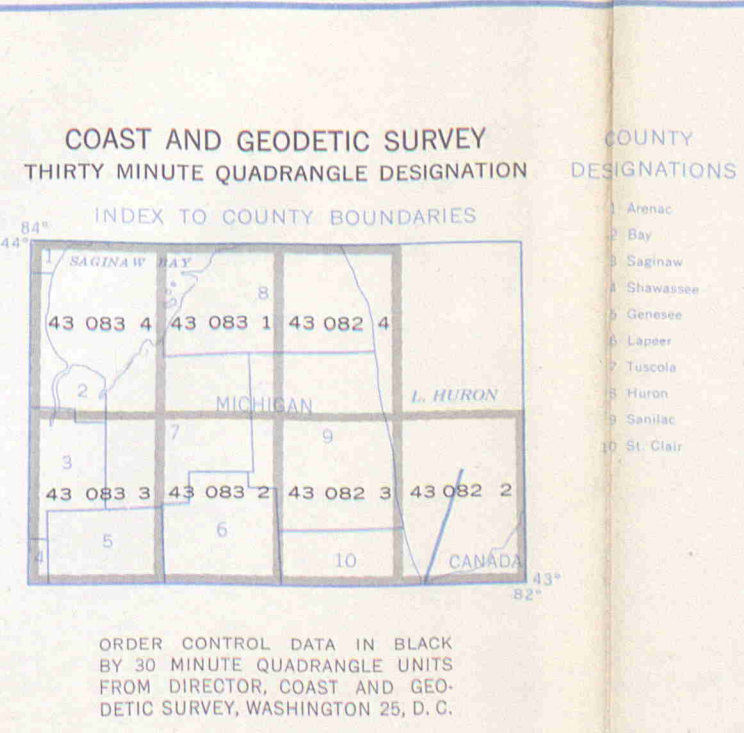 COAST AND GEODETIC SURVEY
THIRTY MINUTE QUADRANGLE DESIGNATION
INDEX TO COUNTY BOUNDARIES
84°
44°
1
SAGINAW BAY
8
43 083 4
43 083 1
43 082 4
2
MICHIGAN
L. HURON
3
7
9
43 083 3
43 083 2
43 082 3
43 082 2
4
5
6
10
CANADA
43°
82°
ORDER CONTROL DATA IN BLACK
BY 30 MINUTE QUADRANGLE UNITS
FROM DIRECTOR, COAST AND GEO-
DETIC SURVEY, WASHINGTON 25, D. C.
COUNTY
DESIGNATIONS
1 Arenac
2 Bay
3 Saginaw
4 Shawassee
5 Genesee
6 Lapeer
7 Tuscola
8 Huron
9 Sanilac
10 St. Clair